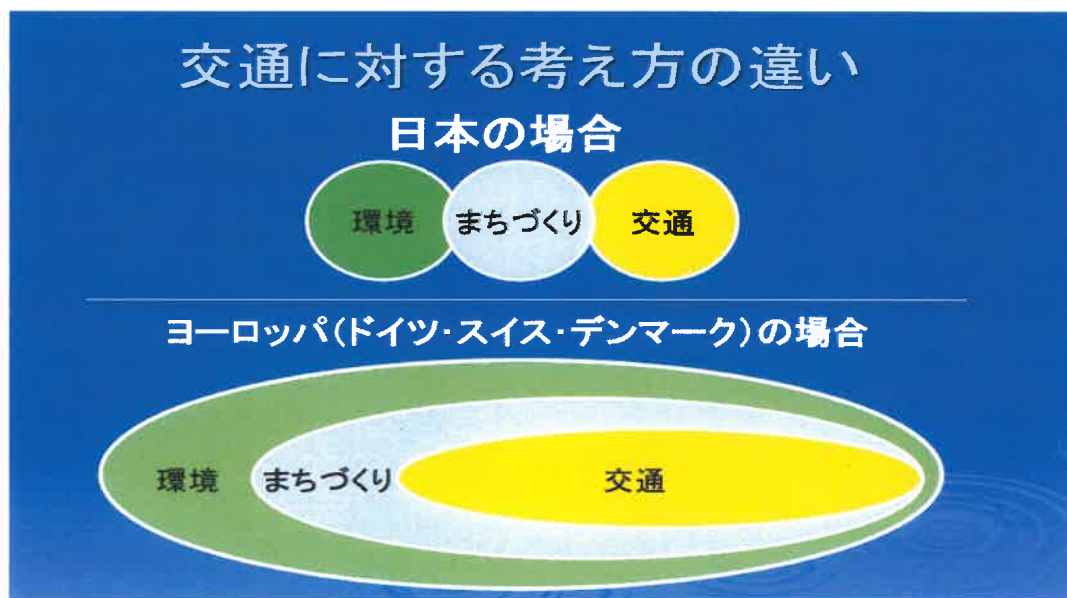 交通に対する考え方の違い
日本の場合
環境 まちづくり 交通
ヨーロッパ(ドイツ・スイス・デンマーク)の場合
環境 まちづくり 交通